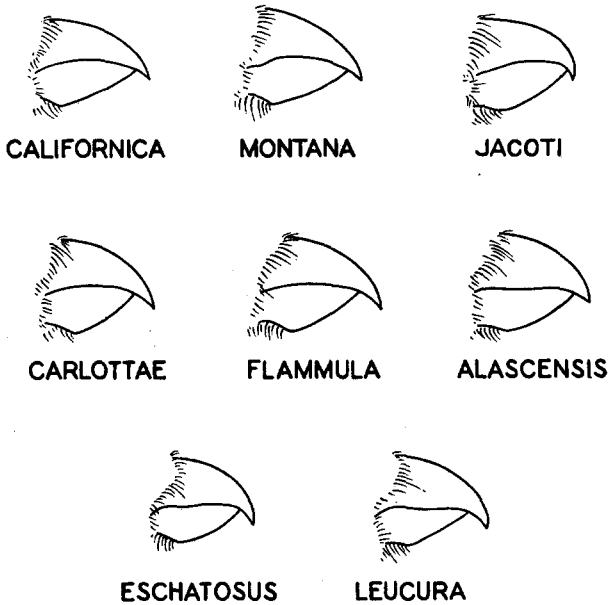 CALIFORNICA MONTANA JACOTI
CARLOTTAE FLAMMULA ALASCENSIS
ESCHATOSUS LEUCURA